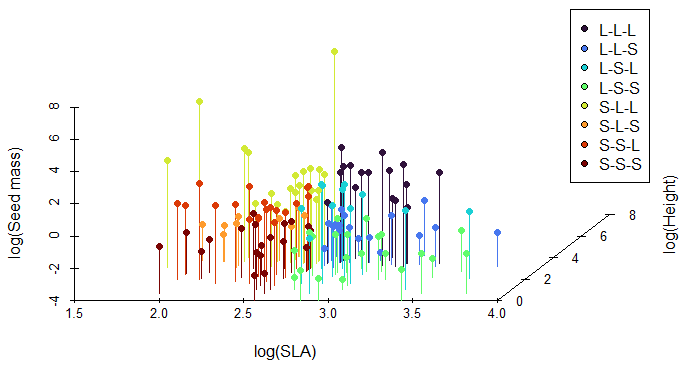 L-L-L
L-L-S
L-S-L
L-S-S
S-L-L
S-L-S
S-S-L
S-S-S
log(Seed mass)
8
6
4
2
0
-2
-4
1.5 2.0 2.5 3.0 3.5 4.0
log(SLA)
0
2
4
6
8
log(Height)